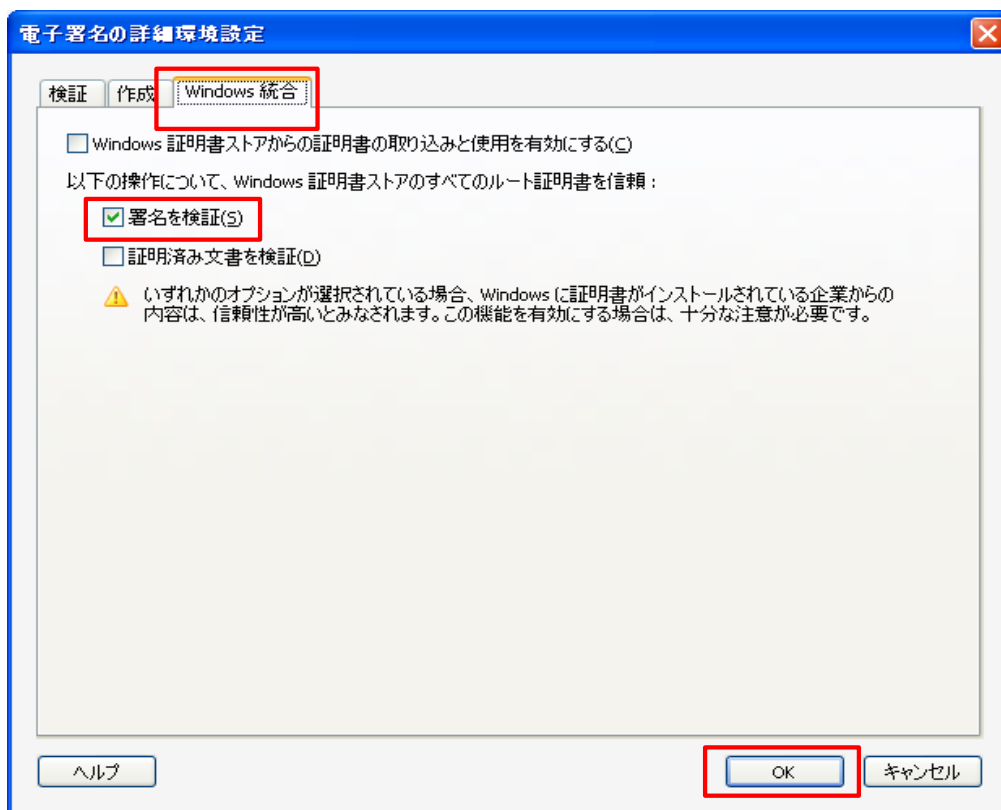 電子署名の詳細環境設定
検証 作成 Windows 統合
Windows 証明書ストアからの証明書の取り込みと使用を有効にする(C)
以下の操作について、Windows 証明書ストアのすべてのルート証明書を信頼：
署名を検証(S)
証明済み文書を検証(D)
いずれかのオプションが選択されている場合、Windows に証明書がインストールされている企業からの
内容は、信頼性が高いとみなされます。この機能を有効にする場合は、十分な注意が必要です。
ヘルプ OK キャンセル